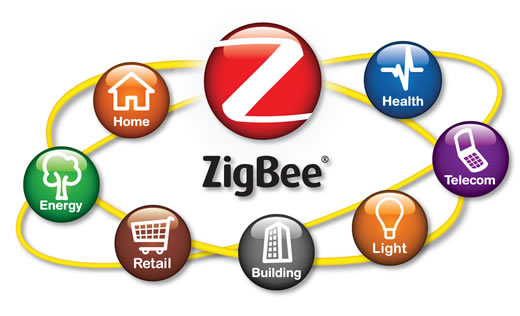 Z
Home
Health
ZigBee®
Telecom
Energy
Light
Retail
Building